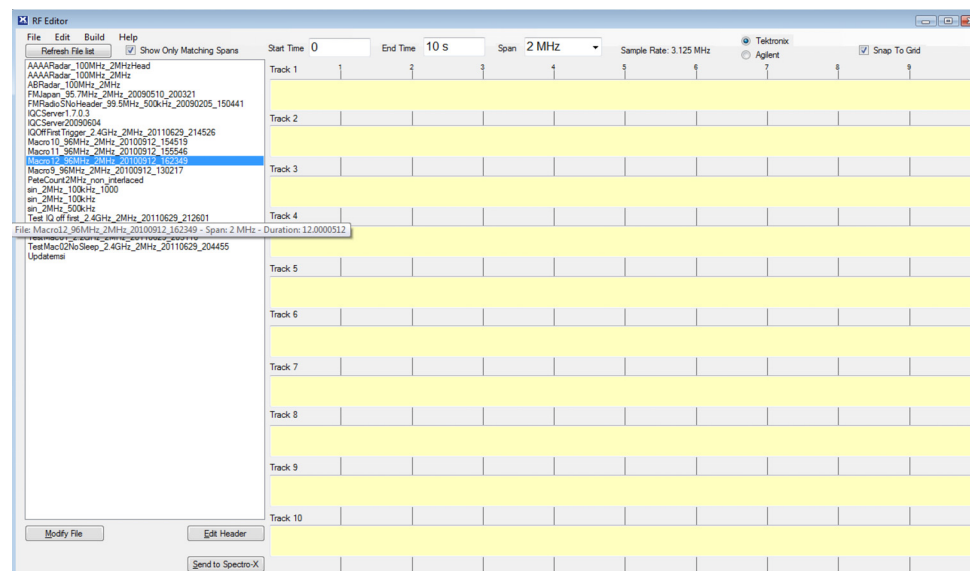 RF Editor
File Edit Build Help
Refresh File list Show Only Matching Spans Start Time 0 End Time 10 s Span 2 MHz Sample Rate: 3.125 MHz Tektronix Agilent Snap To Grid
AAAARadar_100MHz_2MHzHead
AAAARadar_100MHz_2MHz
ABRadar_100MHz_2MHz
FMJapan_95.7MHz_2MHz_20090510_200321
FMRadioSNoHeader_99.5MHz_500kHz_20090205_150441
IQCServer1.7.0.3
IQCServer20090604
IQOffFirstTrigger_2.4GHz_2MHz_20110629_214526
Macro10_96MHz_2MHz_20100912_154519
Macro11_96MHz_2MHz_20100912_155546
Macro12_96MHz_2MHz_20100912_162349
Macro9_96MHz_2MHz_20100912_130217
PeteCount2MHz_non_interlaced
sin_2MHz_100kHz_1000
sin_2MHz_100kHz
sin_2MHz_500kHz
Test IQ off first_2.4GHz_2MHz_20110629_212601
File: Macro12_96MHz_2MHz_20100912_162349 - Span: 2 MHz - Duration: 12.0000512
TestMac02NoSleep_2.4GHz_2MHz_20110629_204455
Updatemsi
Track 1 1 2 3 4 5 6 7 8 9
Track 2
Track 3
Track 4
Track 5
Track 6
Track 7
Track 8
Track 9
Track 10
Modify File Edit Header
Send to Spectro-X